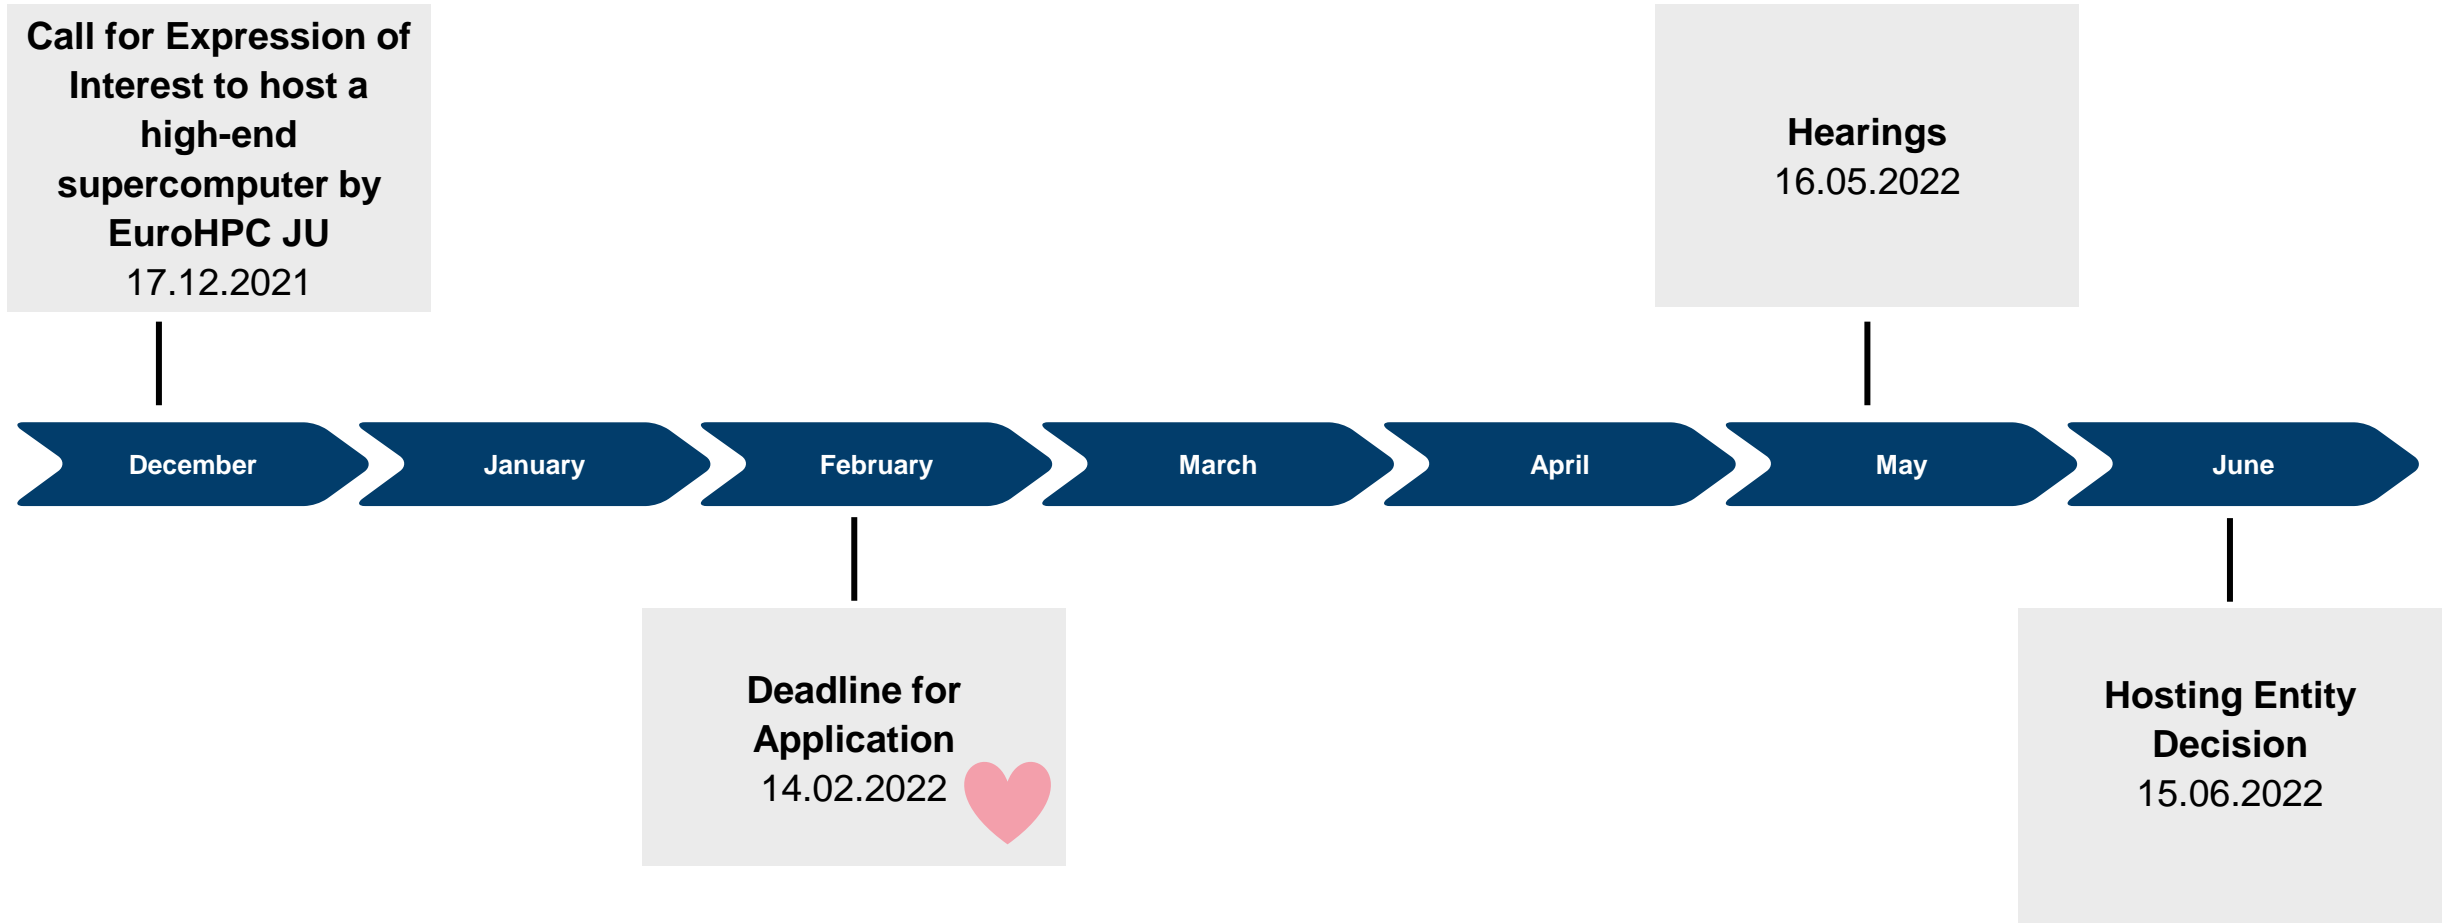 Call for Expression of
Interest to host a
high-end
supercomputer by
EuroHPC JU
17.12.2021
Hearings
16.05.2022
December
January
February
March
April
May
June
Deadline for
Application
14.02.2022
Hosting Entity
Decision
15.06.2022